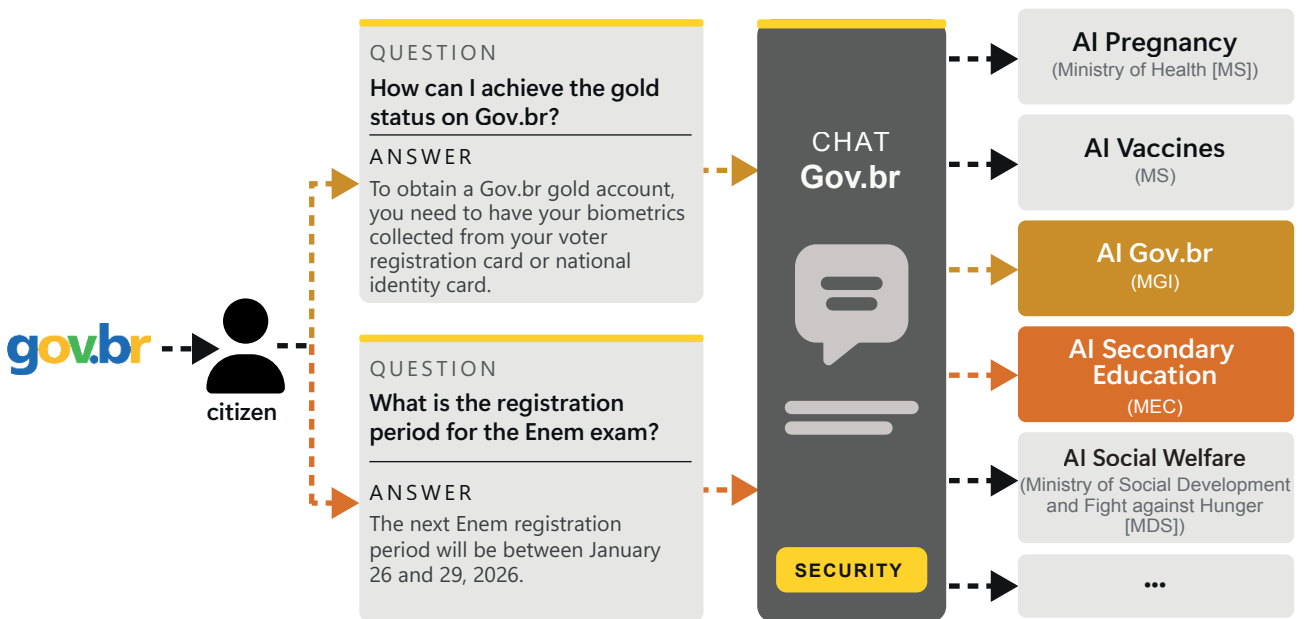 gov.br
citizen
QUESTION
How can I achieve the gold
status on Gov.br?
ANSWER
To obtain a Gov.br gold account,
you need to have your biometrics
collected from your voter
registration card or national
identity card.
QUESTION
What is the registration
period for the Enem exam?
ANSWER
The next Enem registration
period will be between January
26 and 29, 2026.
CHAT
Gov.br
SECURITY
AI Pregnancy
(Ministry of Health [MS])
AI Vaccines
(MS)
AI Gov.br
(MGI)
AI Secondary
Education
(MEC)
AI Social Welfare
(Ministry of Social Development
and Fight against Hunger
[MDS])
...